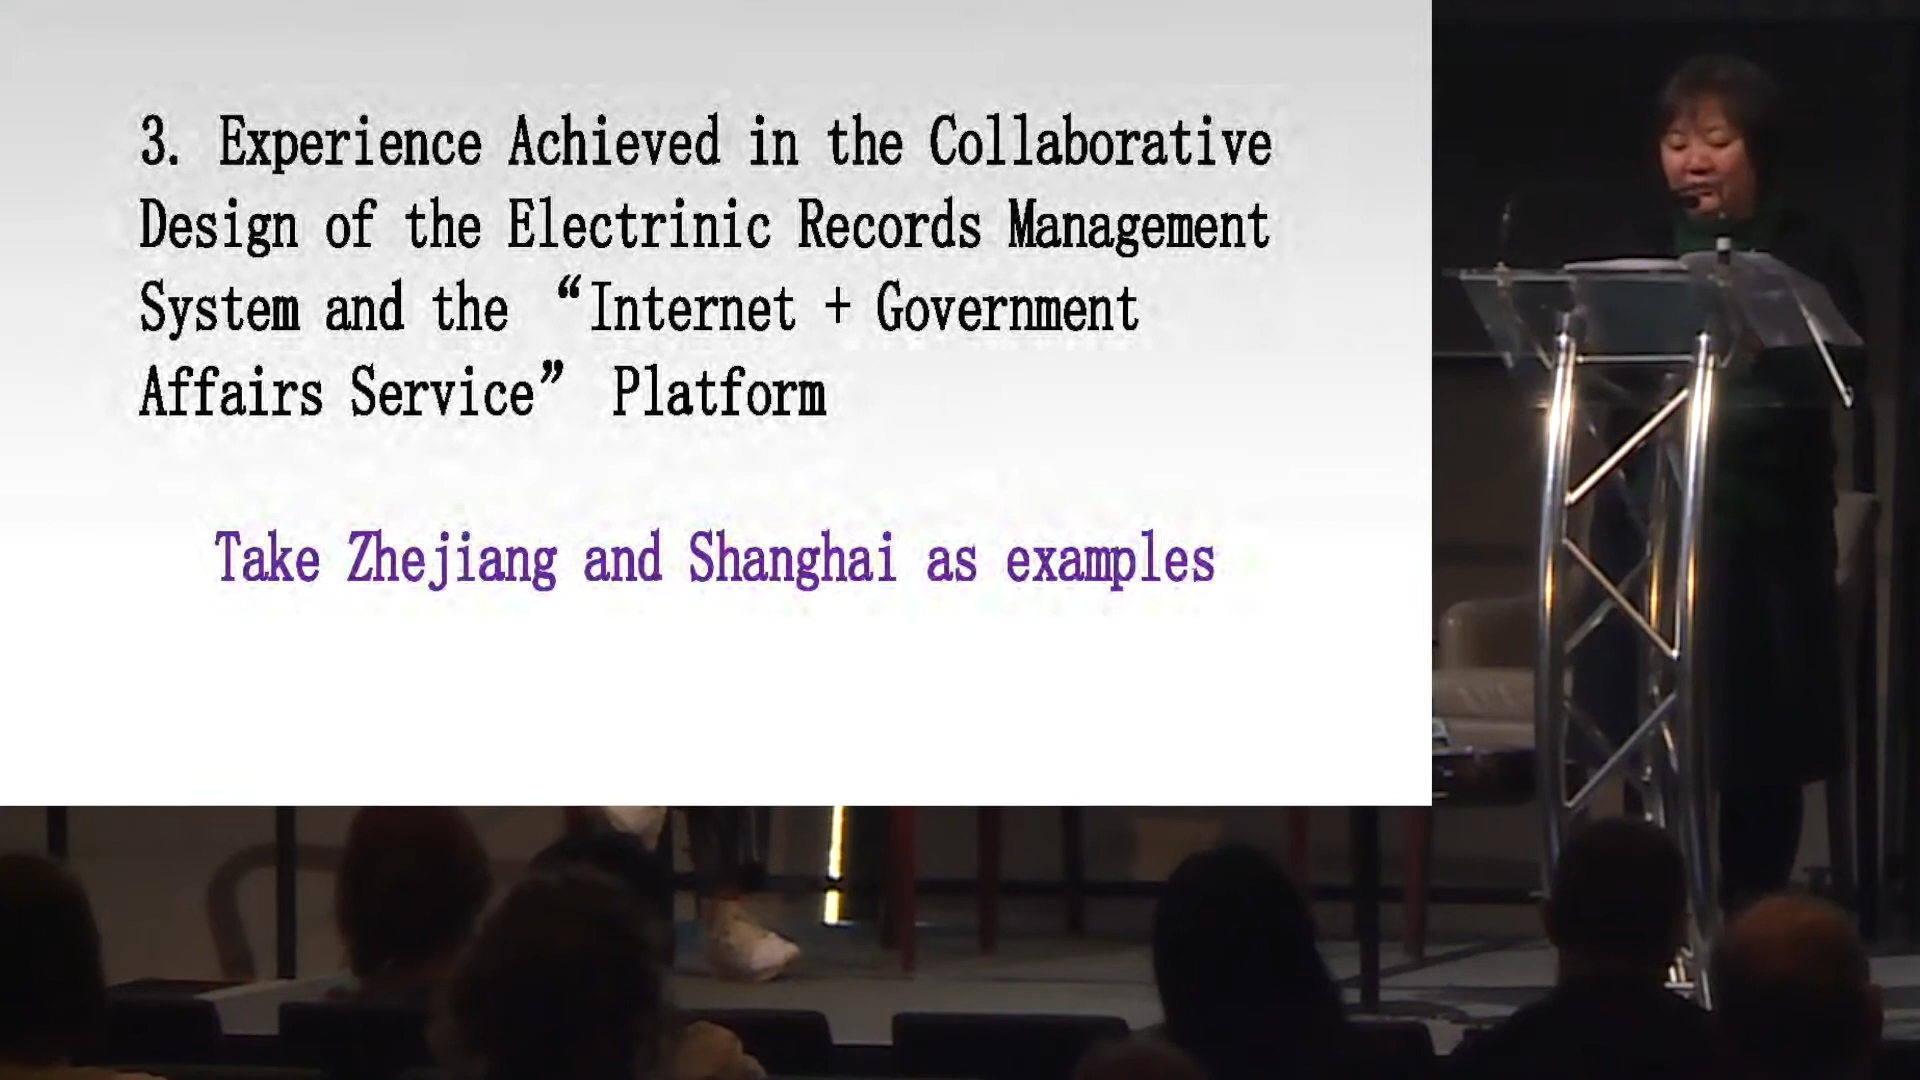 3. Experience Achieved in the Collaborative
Design of the Electrinic Records Management
System and the “Internet + Government
Affairs Service” Platform
Take Zhejiang and Shanghai as examples